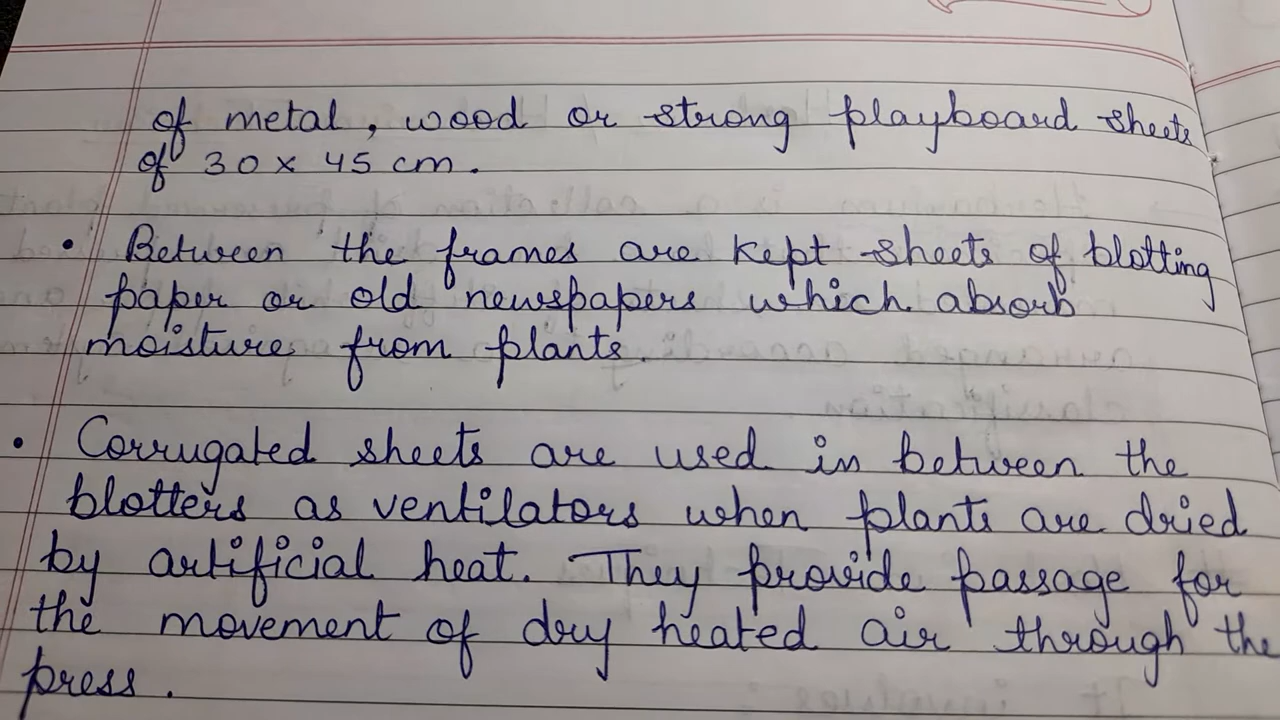 of metal, wood or strong playboard sheets
of 30 x 45 cm.
• Between the frames are kept sheets of blotting
paper or old newspapers which absorb
moisture from plants.
• Corrugated sheets are used in between the
blotters as ventilators when plants are dried
by artificial heat. They provide passage for
the movement of dry heated air through the
press.